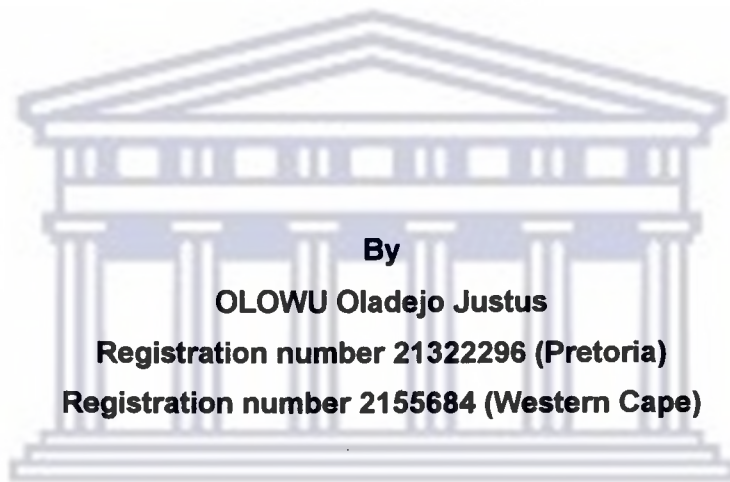 By
OLOWU Oladejo Justus
Registration number 21322296 (Pretoria)
Registration number 2155684 (Western Cape)